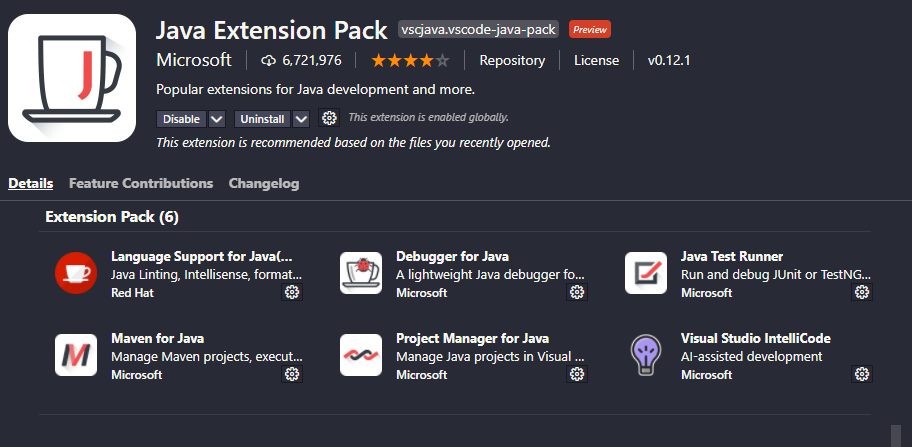 Java Extension Pack vscjava.vscode-java-pack Preview
Microsoft 6,721,976 Repository License v0.12.1
Popular extensions for Java development and more.
Disable Uninstall This extension is enabled globally.
This extension is recommended based on the files you recently opened.
Details Feature Contributions Changelog
Extension Pack (6)
Language Support for Java(...
Java Linting, Intellisense, format...
Red Hat
Debugger for Java
A lightweight Java debugger fo...
Microsoft
Java Test Runner
Run and debug JUnit or TestNG...
Microsoft
Maven for Java
Manage Maven projects, execut...
Microsoft
Project Manager for Java
Manage Java projects in Visual ...
Microsoft
Visual Studio IntelliCode
AI-assisted development
Microsoft